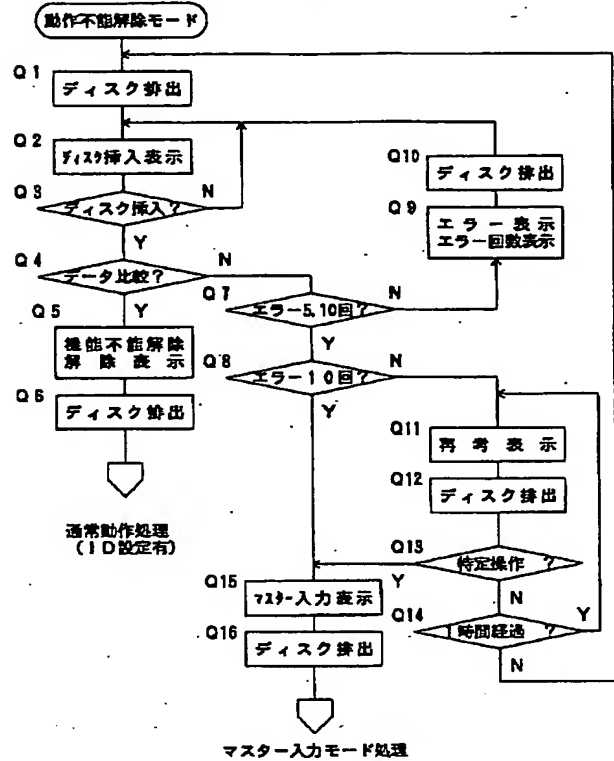 動作不能解除モード
Q1
ディスク排出
Q2
ディスク挿入表示
Q3
ディスク挿入?
N
Y
Q4
データ比較?
N
Y
Q5
機能不能解除
解除表示
Q6
ディスク排出
通常動作処理
(ID設定有)
Q7
エラー5,10回?
N
Y
Q8
エラー10回?
N
Y
Q10
ディスク排出
Q9
エラー表示
エラー回数表示
Q11
再考表示
Q12
ディスク排出
Q13
特定操作?
Y
N
Q14
1時間経過?
Y
N
Q15
マスター入力表示
Q16
ディスク排出
マスター入力モード処理